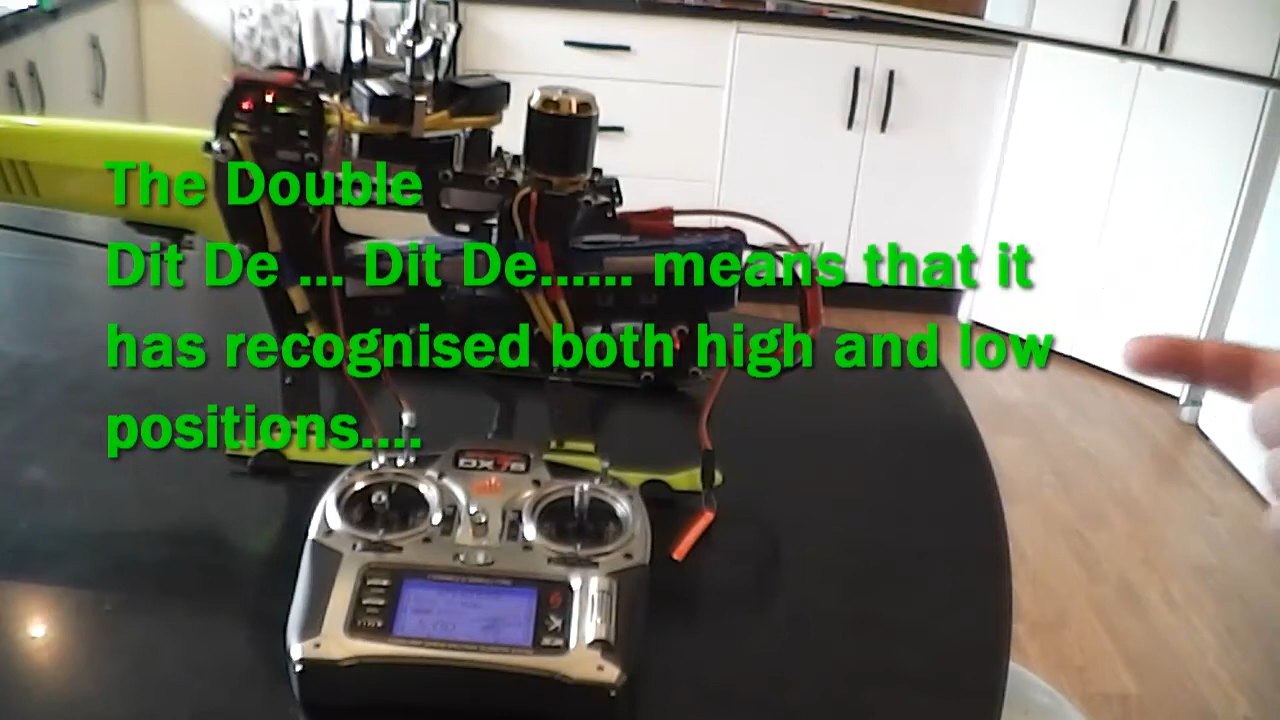 The Double
Dit De ... Dit De...... means that it
has recognised both high and low
positions....
DX7s